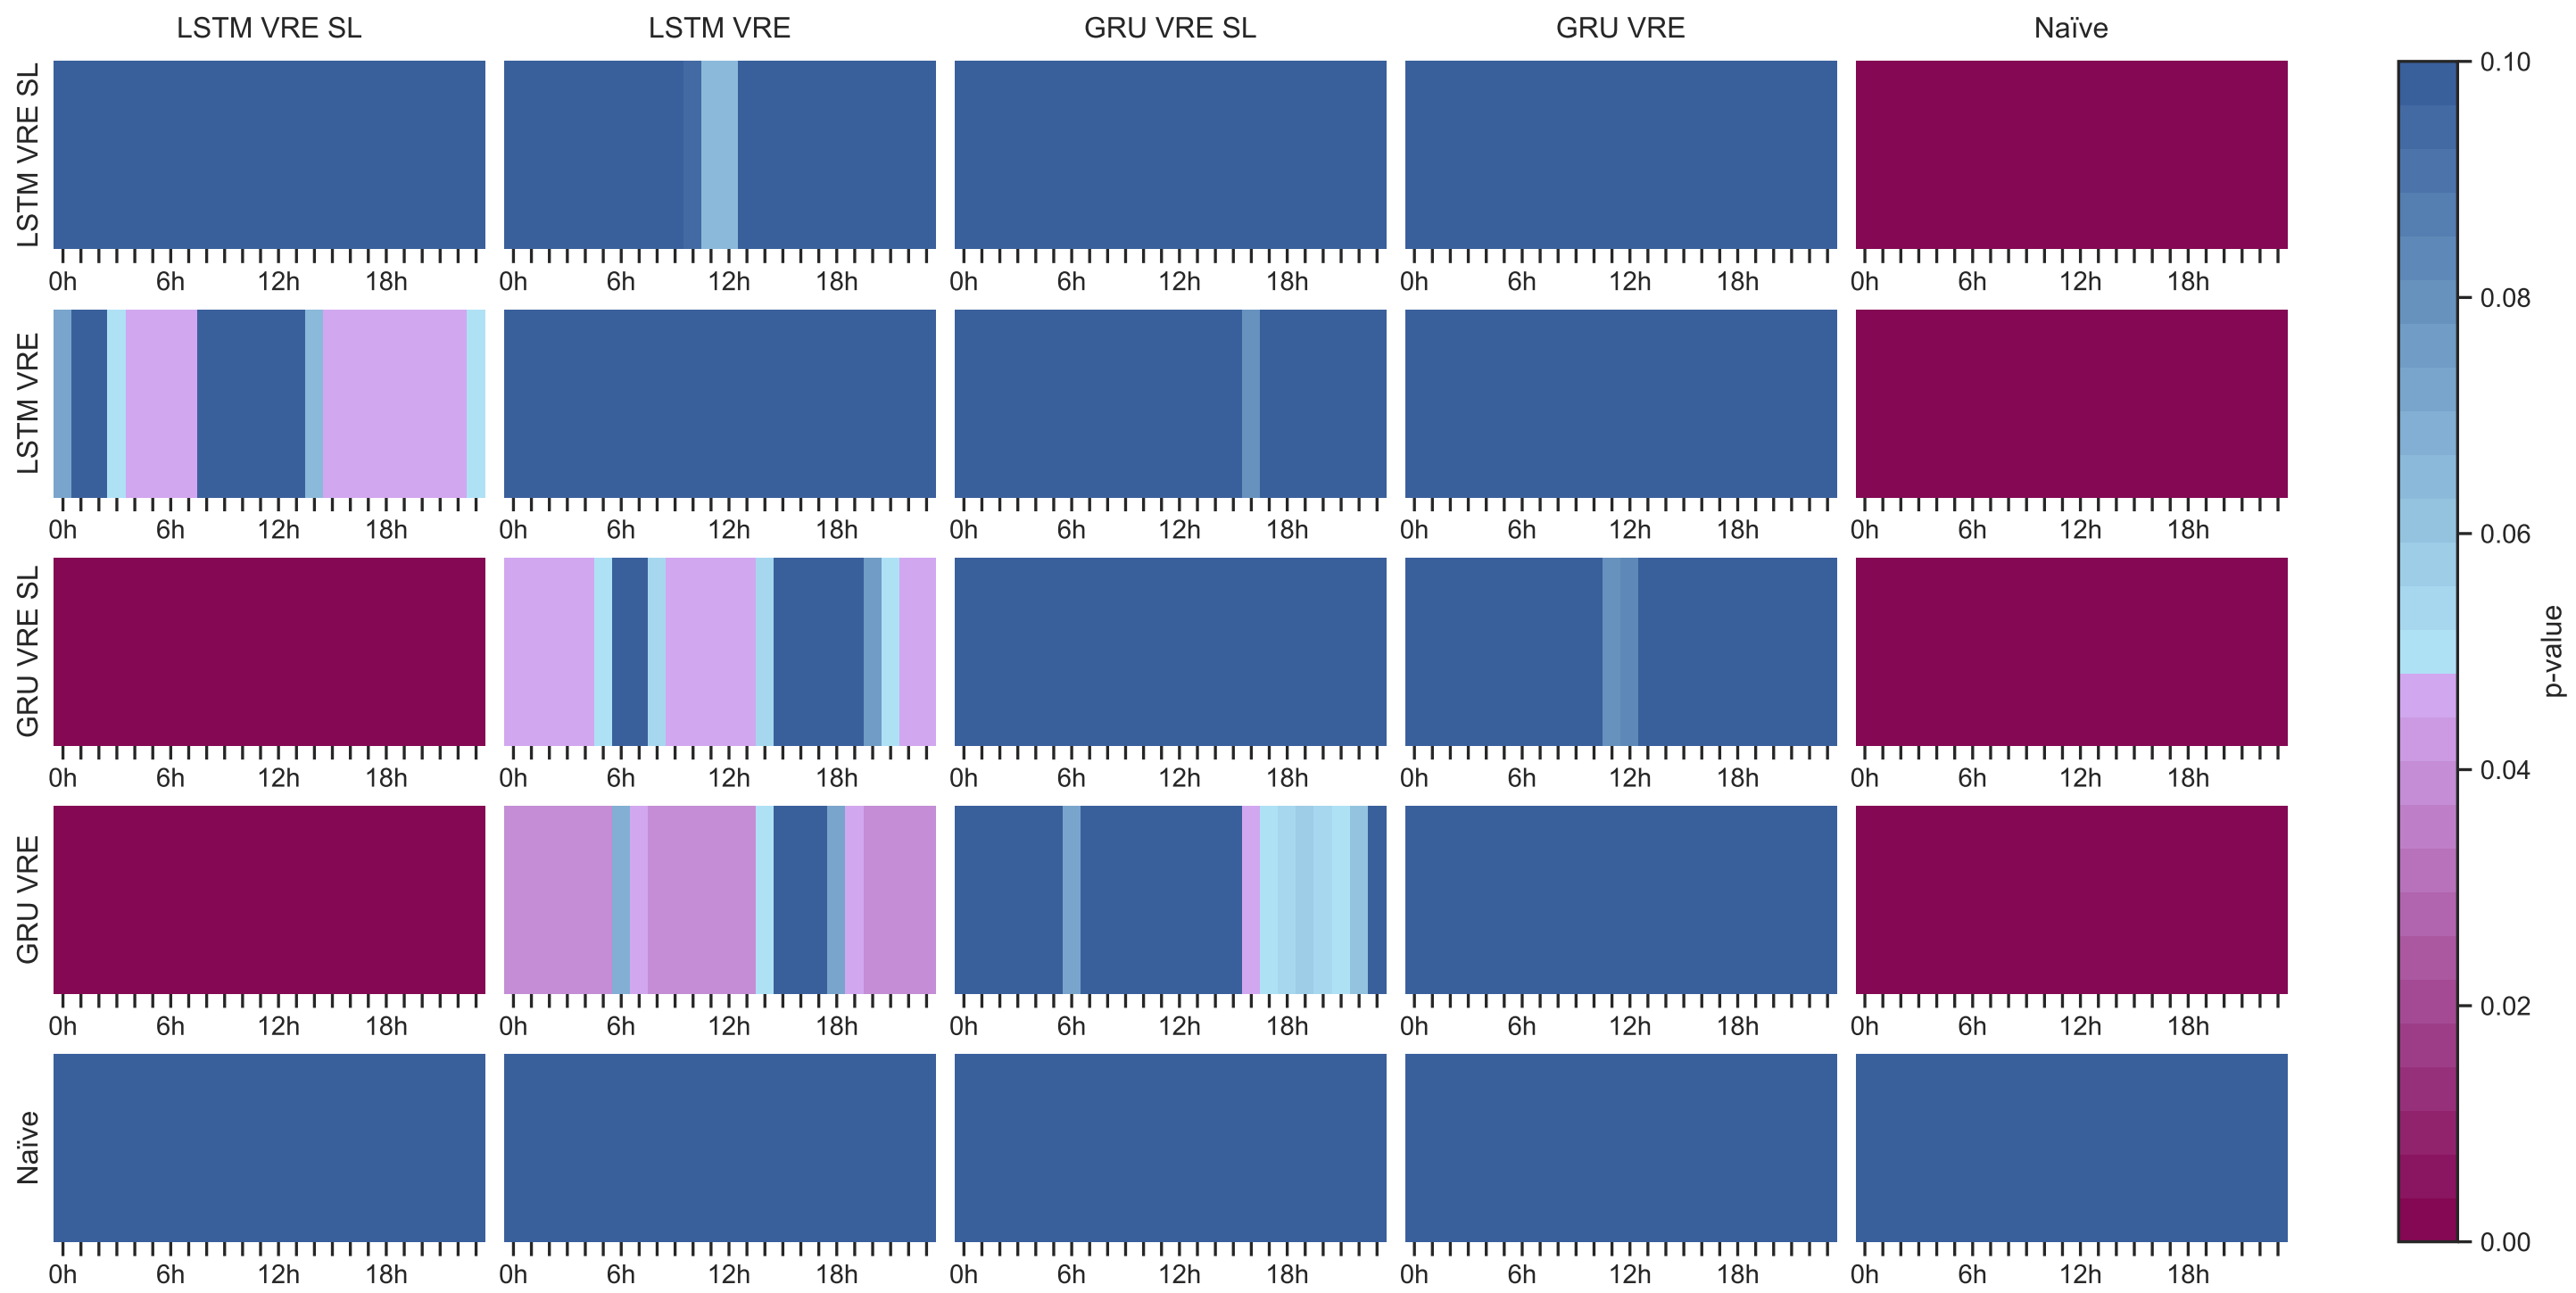 LSTM VRE SL LSTM VRE GRU VRE SL GRU VRE Naïve
LSTM VRE SL
0h 6h 12h 18h 0h 6h 12h 18h 0h 6h 12h 18h 0h 6h 12h 18h 0h 6h 12h 18h
LSTM VRE
0h 6h 12h 18h 0h 6h 12h 18h 0h 6h 12h 18h 0h 6h 12h 18h 0h 6h 12h 18h
GRU VRE SL
0h 6h 12h 18h 0h 6h 12h 18h 0h 6h 12h 18h 0h 6h 12h 18h 0h 6h 12h 18h
GRU VRE
0h 6h 12h 18h 0h 6h 12h 18h 0h 6h 12h 18h 0h 6h 12h 18h 0h 6h 12h 18h
Naïve
0h 6h 12h 18h 0h 6h 12h 18h 0h 6h 12h 18h 0h 6h 12h 18h 0h 6h 12h 18h
0.10
0.08
0.06
0.04
0.02
0.00
p-value